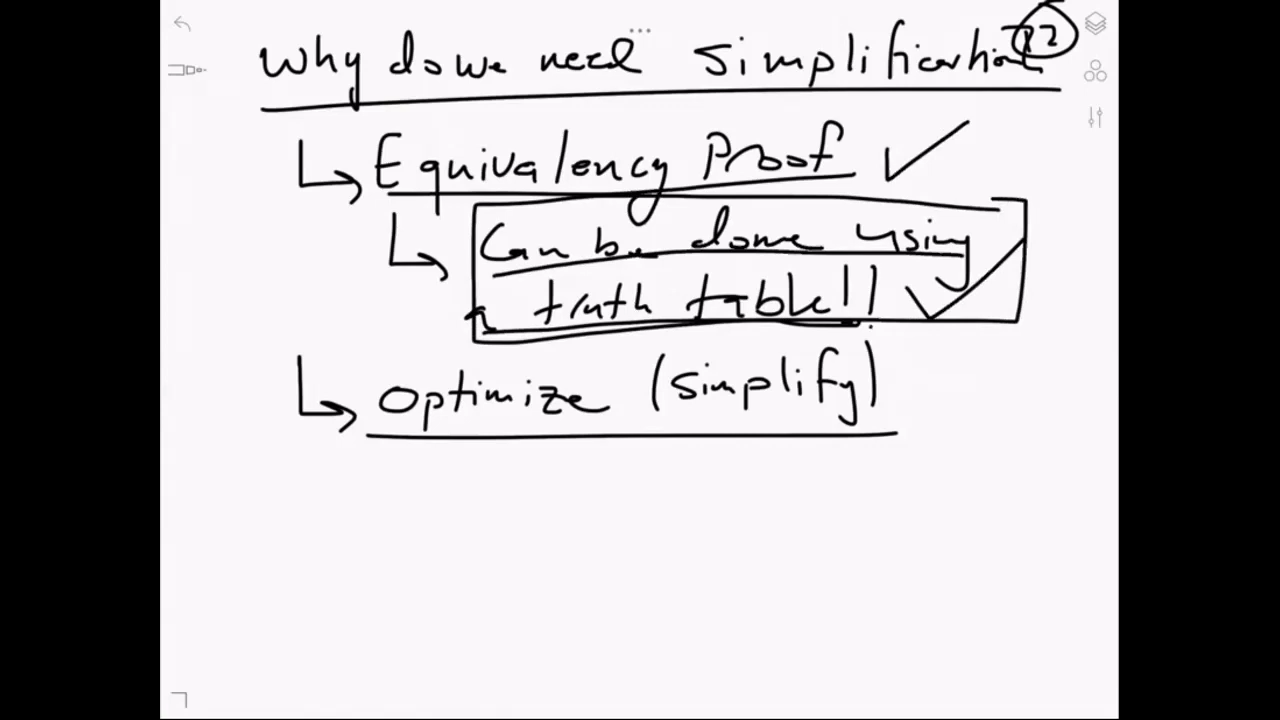 Why do we need simplification
Equivalency Proof ✓
Can be done using
a truth table!!
Optimize (simplify)